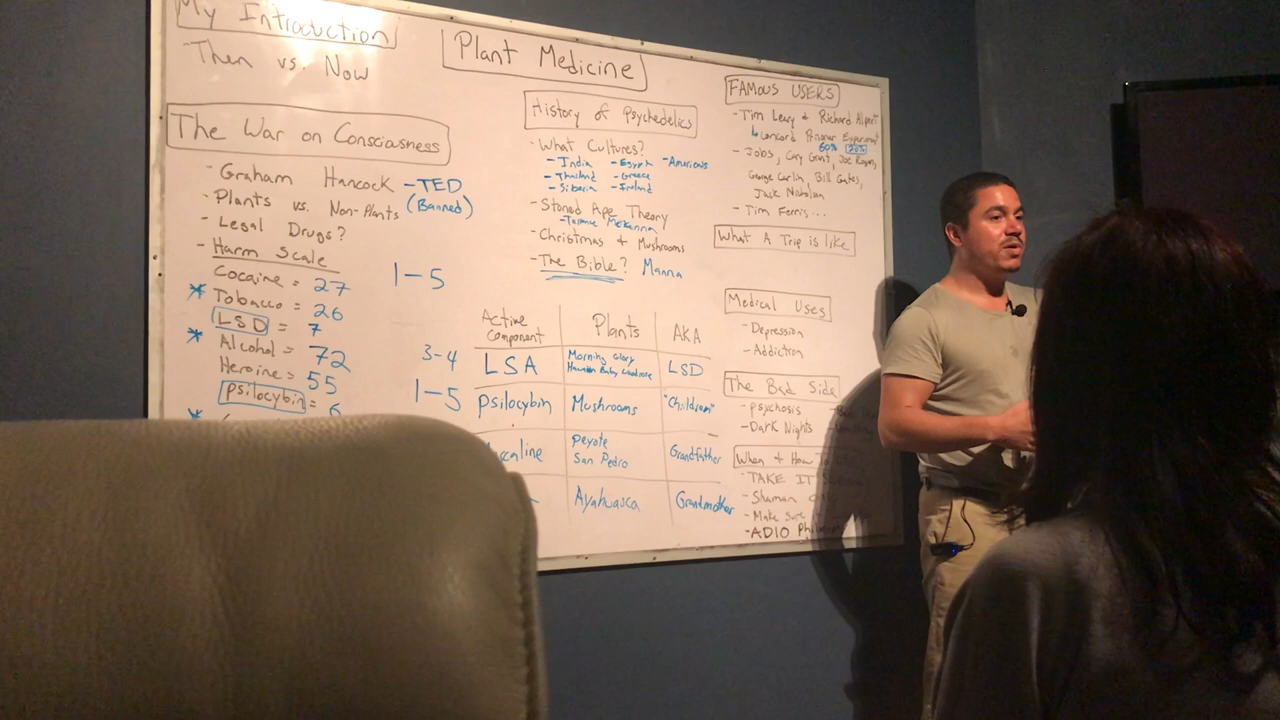 My Introduction
- Then vs. Now
The War on Consciousness
- Graham Hancock - TED
(Banned)
- Plants vs. Non-Plants
- Legal Drugs?
- Harm Scale
Cocaine = 27
1-5
* Tobacco = 26
LSD = 7
* Alcohol = 72
3-4
Heroine = 55
psilocybin = 6
1-5
*
Plant Medicine
History of Psychedelics
- What Cultures?
- India - Egypt - Americas
- Thailand - Greece
- Siberia - Ireland
- Stoned Ape Theory
- Christmas + Mushrooms
- The Bible? Manna
Active Component
Plants
AKA
LSA
Morning Glory
Hawaiian Baby Woodrose
LSD
Psilocybin
Mushrooms
"Children"
caline
Peyote
San Pedro
Grandfather
Ayahuasca
Grandmother
FAMOUS USERS
- Tim Leary & Richard Alpert
Concord Prisoner Experiment
60% 20%
- Jobs, Cary Grant, Joe Rogan,
George Carlin, Bill Gates,
Jack Nicholson
- Tim Ferris...
What A Trip is like
Medical Uses
- Depression
- Addiction
The Bad Side
- psychosis
- Dark Nights
When + How
- TAKE IT
- Shaman
- Make Sure
- ADIO